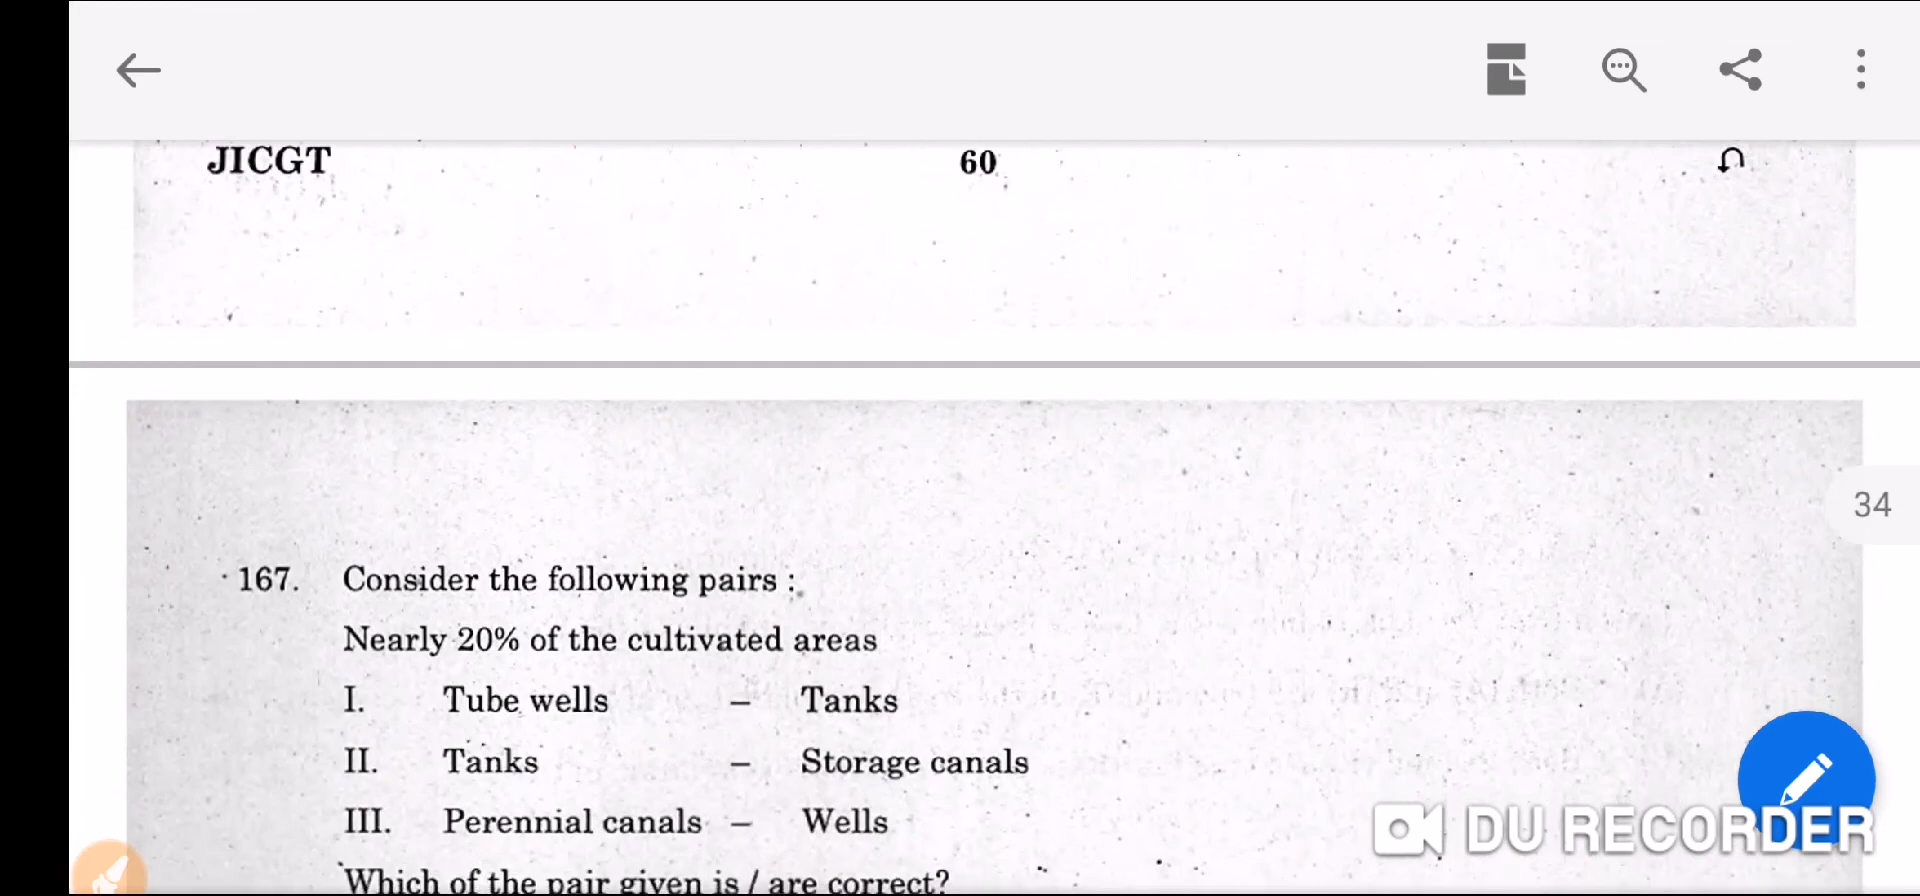 JICGT 60
34
167. Consider the following pairs :
Nearly 20% of the cultivated areas
I. Tube wells – Tanks
II. Tanks – Storage canals
III. Perennial canals – Wells
Which of the pair given is / are correct?
DU RECORDER